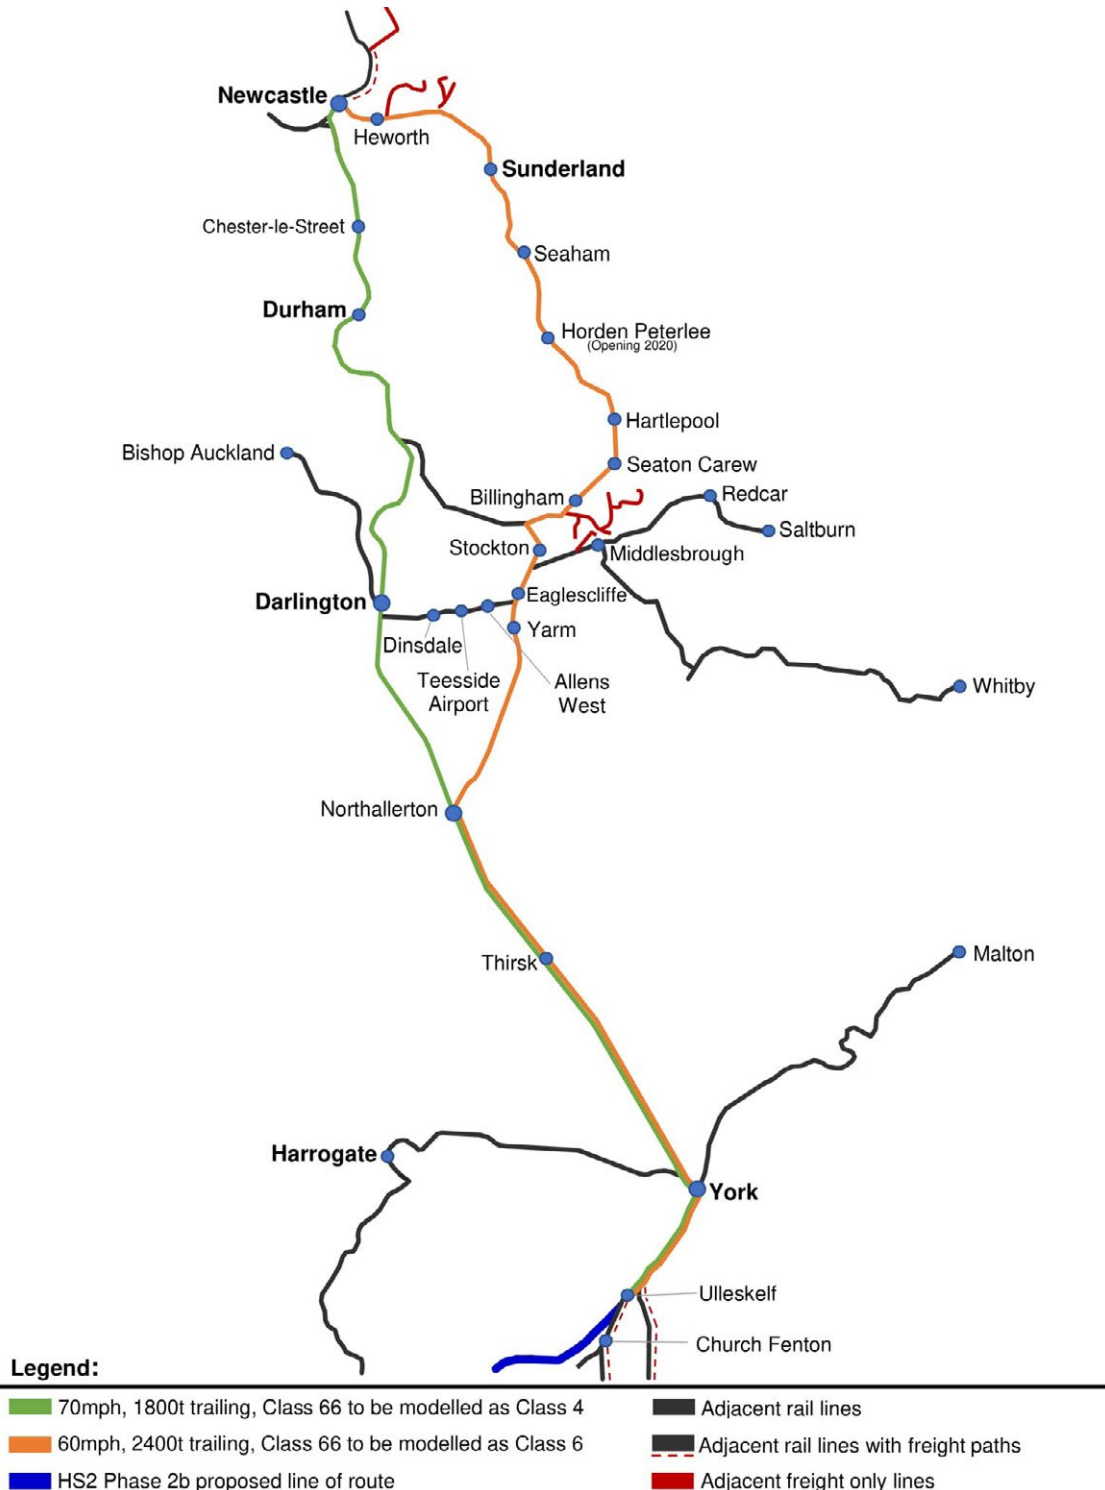 Newcastle
Heworth
Sunderland
Chester-le-Street
Seaham
Durham
Horden Peterlee
(Opening 2020)
Hartlepool
Bishop Auckland
Seaton Carew
Billingham
Redcar
Saltburn
Stockton
Middlesbrough
Eaglescliffe
Darlington
Yarm
Dinsdale
Teesside
Airport
Allens
West
Whitby
Northallerton
Thirsk
Malton
Harrogate
York
Ulleskelf
Church Fenton
Legend:
70mph, 1800t trailing, Class 66 to be modelled as Class 4
60mph, 2400t trailing, Class 66 to be modelled as Class 6
HS2 Phase 2b proposed line of route
Adjacent rail lines
Adjacent rail lines with freight paths
Adjacent freight only lines